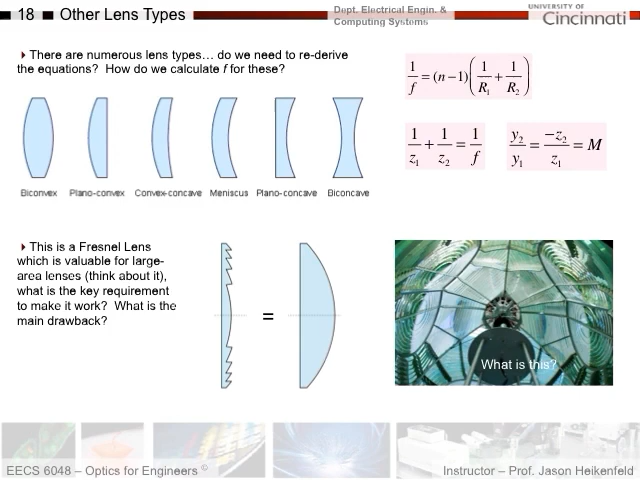 18 Other Lens Types
Dept. Electrical Engin. &
Computing Systems
UNIVERSITY OF
Cincinnati
There are numerous lens types… do we need to re-derive
the equations? How do we calculate f for these?
1/f = (n − 1)(1/R₁ + 1/R₂)
1/z₁ + 1/z₂ = 1/f
y₂/y₁ = −z₂/z₁ = M
Biconvex Plano-convex Convex-concave Meniscus Plano-concave Biconcave
This is a Fresnel Lens
which is valuable for large-
area lenses (think about it),
what is the key requirement
to make it work? What is the
main drawback?
=
What is this?
EECS 6048 – Optics for Engineers ©
Instructor – Prof. Jason Heikenfeld